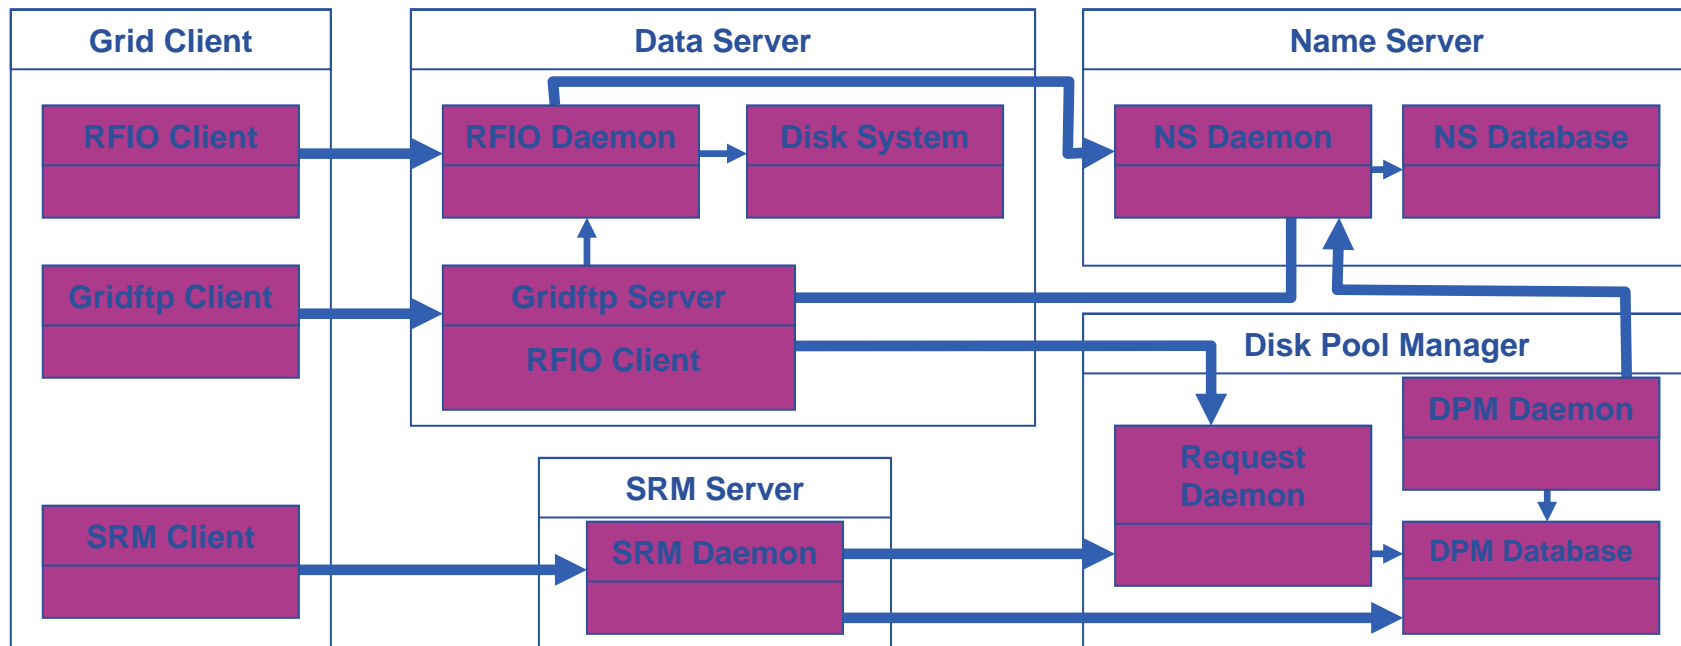 Grid Client
Data Server
Name Server
RFIO Client
RFIO Daemon
Disk System
NS Daemon
NS Database
Gridftp Client
Gridftp Server
RFIO Client
Disk Pool Manager
DPM Daemon
Request
Daemon
SRM Server
SRM Client
SRM Daemon
DPM Database